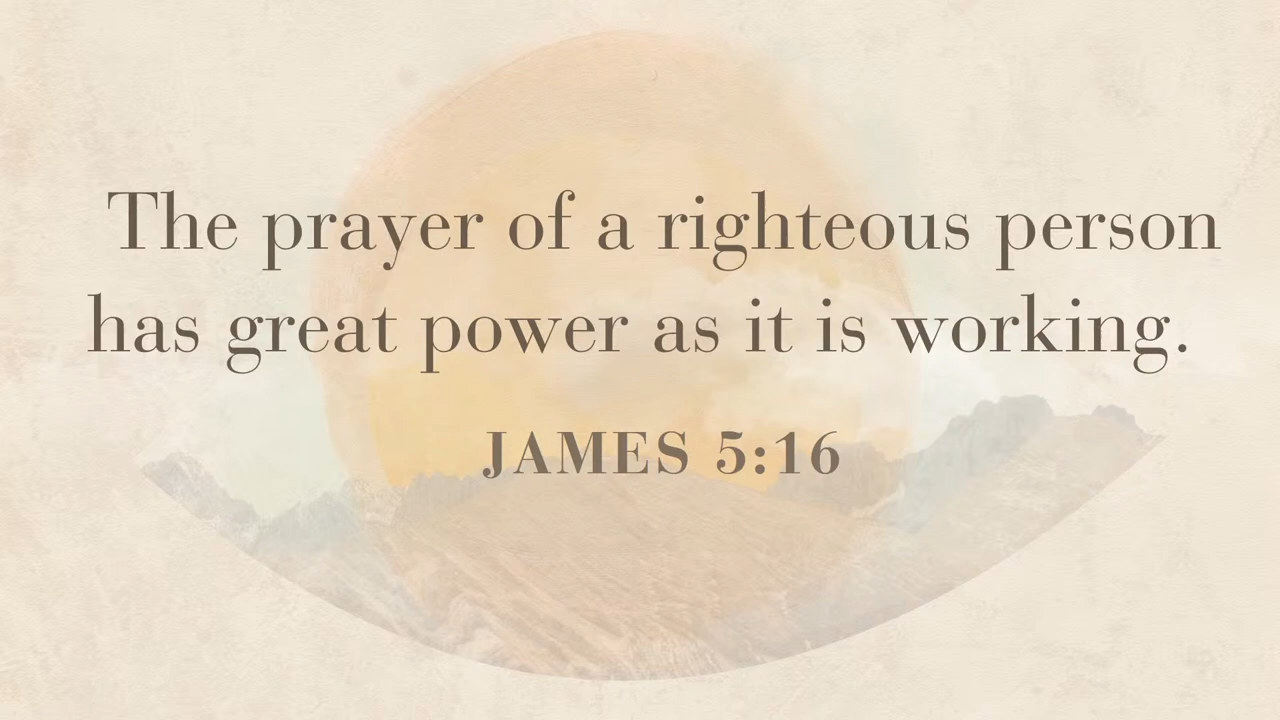 The prayer of a righteous person
has great power as it is working.
JAMES 5:16